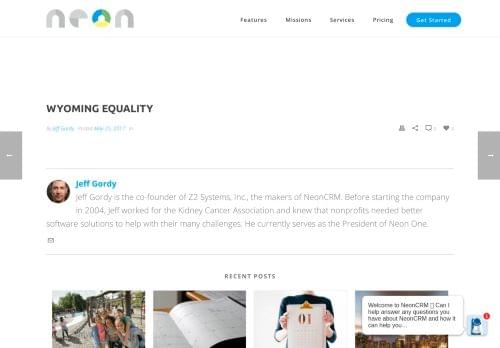 neon
Features Missions Services Pricing Get Started
WYOMING EQUALITY
By Jeff Gordy Posted May 25, 2017 In
0 0
← →
Jeff Gordy
Jeff Gordy is the co-founder of Z2 Systems, Inc., the makers of NeonCRM. Before starting the company
in 2004, Jeff worked for the Kidney Cancer Association and knew that nonprofits needed better
software solutions to help with their many challenges. He currently serves as the President of Neon One.
RECENT POSTS
01
Welcome to NeonCRM Can I
help answer any questions you
have about NeonCRM and how it
can help you...
1